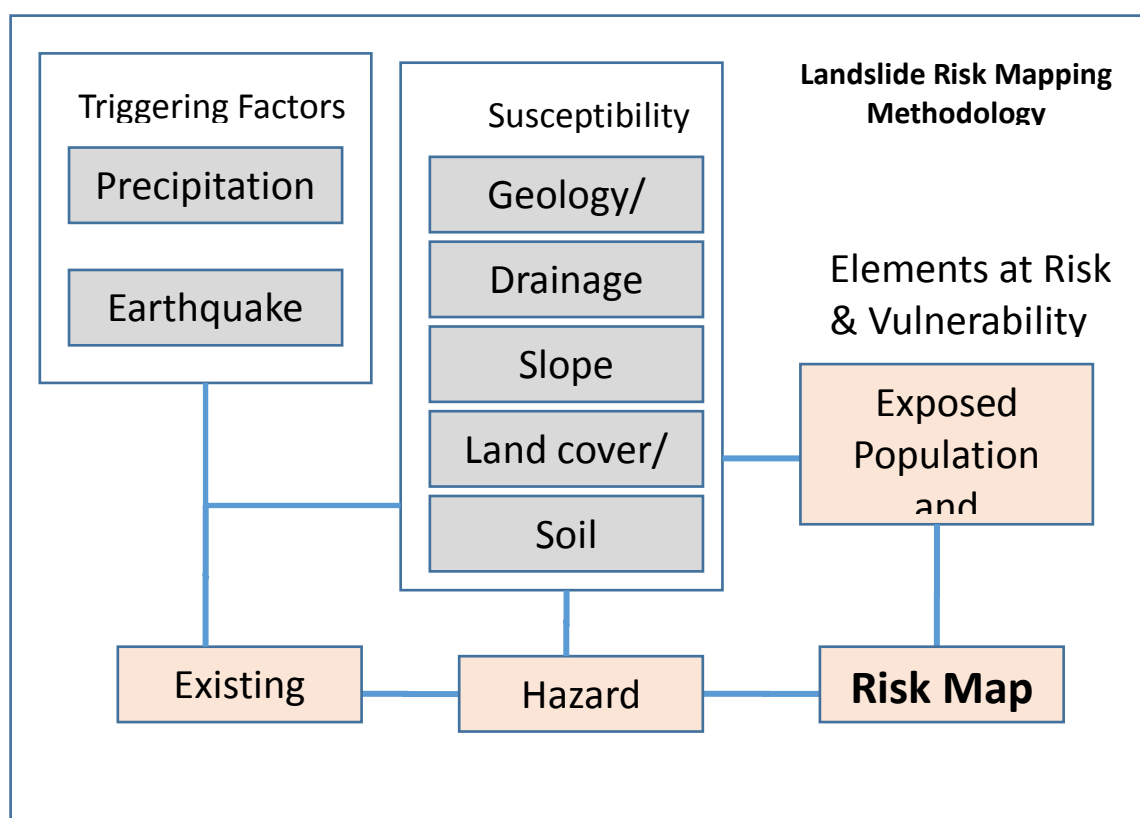 Landslide Risk Mapping
Methodology
Triggering Factors
Precipitation
Earthquake
Susceptibility
Geology/
Drainage
Slope
Land cover/
Soil
Elements at Risk
& Vulnerability
Exposed
Population
and
Existing
Hazard
Risk Map